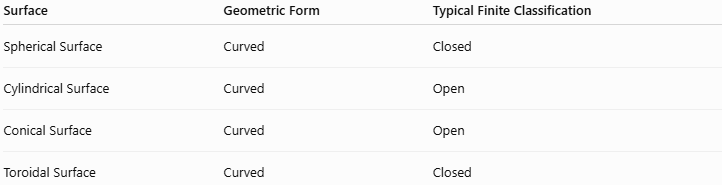 Surface Geometric Form Typical Finite Classification
Spherical Surface Curved Closed
Cylindrical Surface Curved Open
Conical Surface Curved Open
Toroidal Surface Curved Closed